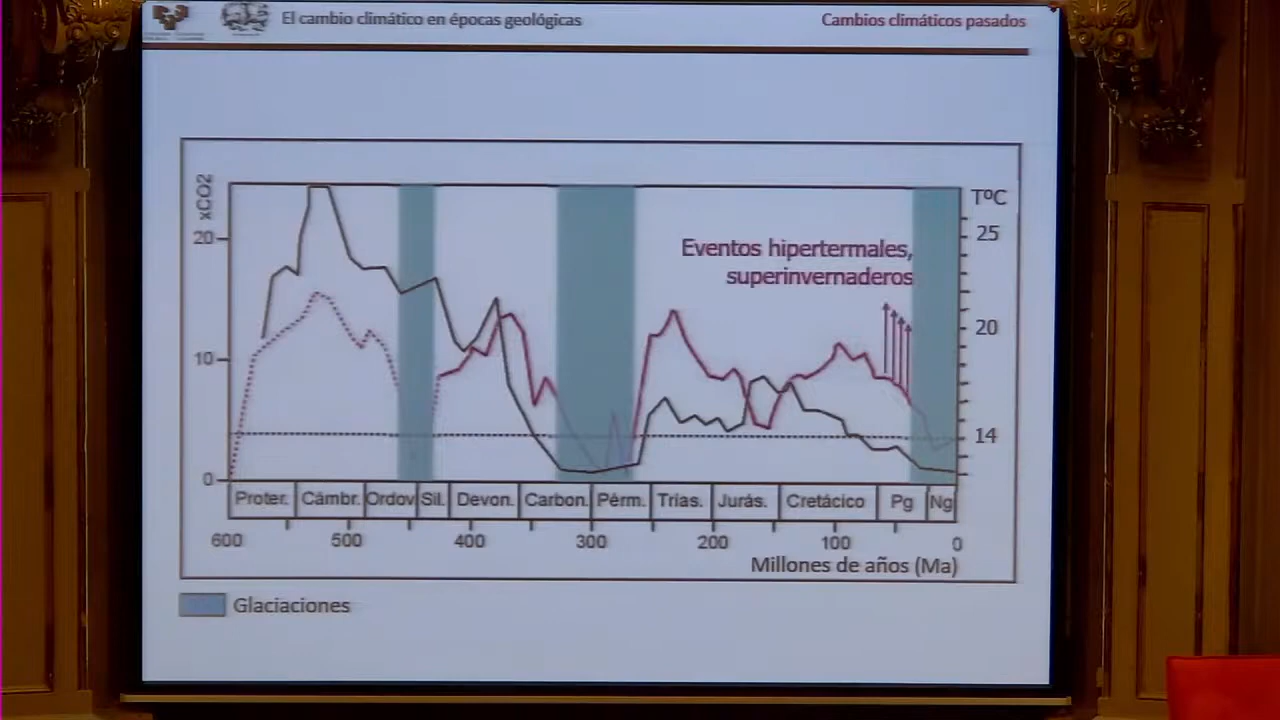 El cambio climático en épocas geológicas
Cambios climáticos pasados
xCO2
TºC
20
10
0
25
20
14
Eventos hipertermales,
superinvernaderos
Proter. Cámbr. Ordov Sil. Devon. Carbon. Pérm. Trías. Jurás. Cretácico Pg Ng
600 500 400 300 200 100 0
Millones de años (Ma)
Glaciaciones